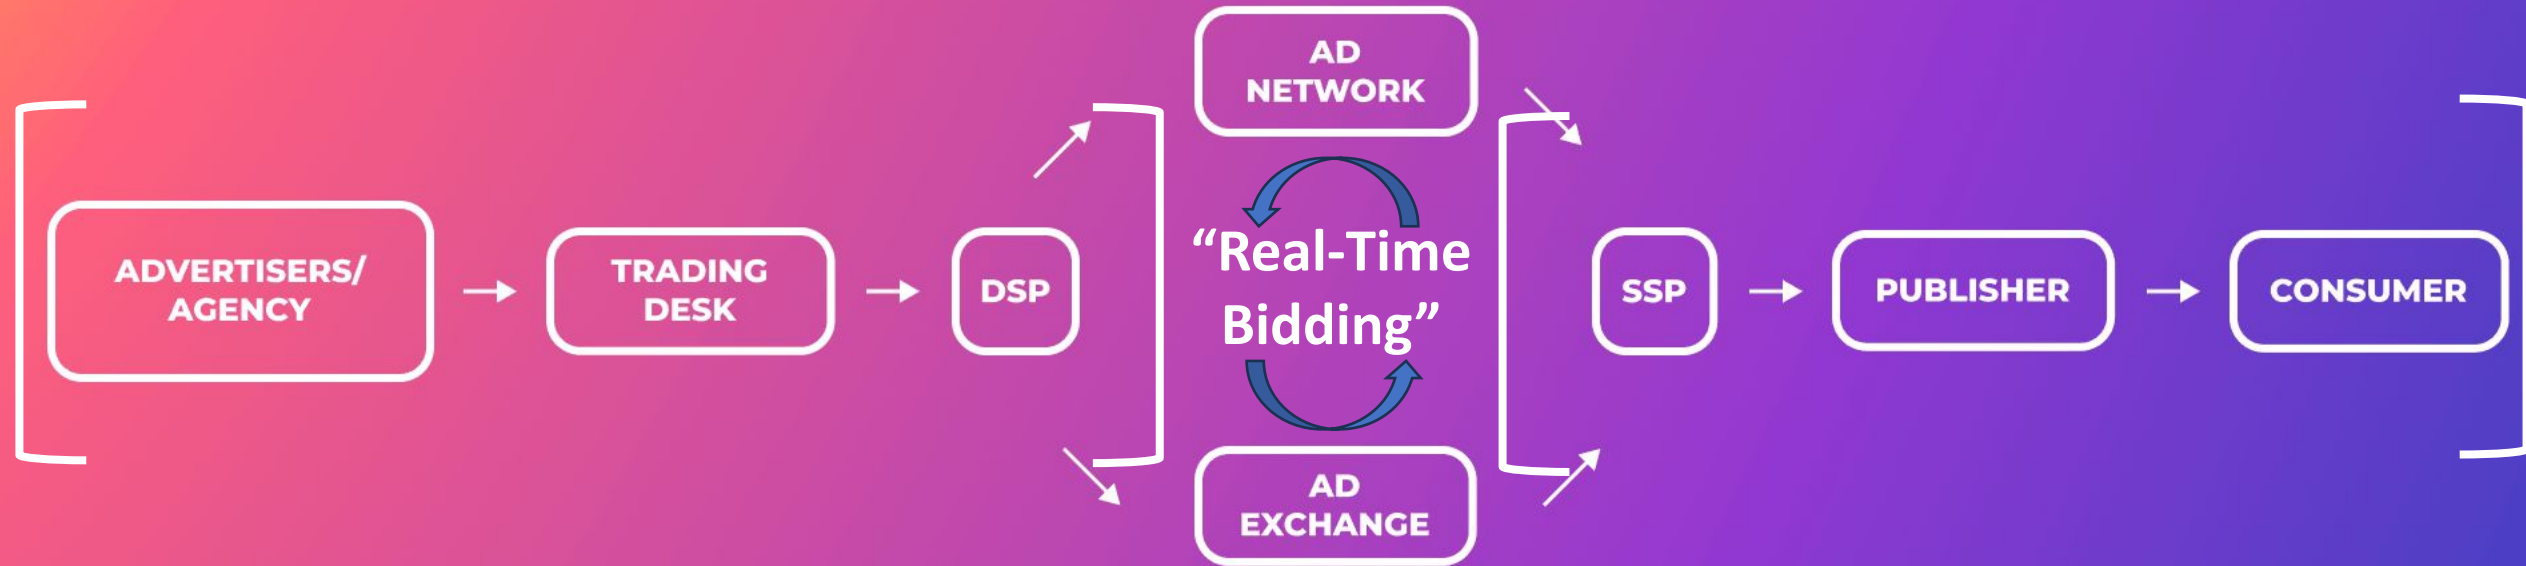 ADVERTISERS/
AGENCY
TRADING
DESK
DSP
AD
NETWORK
“Real-Time
Bidding”
AD
EXCHANGE
SSP
PUBLISHER
CONSUMER